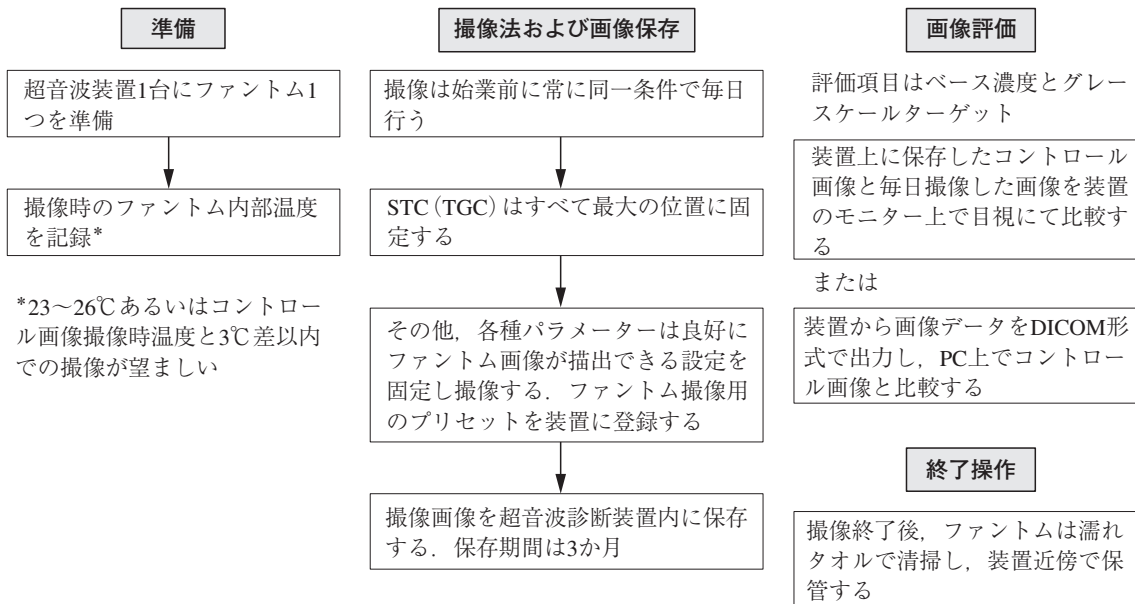 準備
超音波装置1台にファントム1
つを準備
撮像時のファントム内部温度
を記録*
*23～26℃あるいはコントロー
ル画像撮像時温度と3℃差以内
での撮像が望ましい
撮像法および画像保存
撮像は始業前に常に同一条件で毎日
行う
STC（TGC）はすべて最大の位置に固
定する
その他，各種パラメーターは良好に
ファントム画像が描出できる設定を
固定し撮像する．ファントム撮像用
のプリセットを装置に登録する
撮像画像を超音波診断装置内に保存
する．保存期間は3か月
画像評価
評価項目はベース濃度とグレー
スケールターゲット
装置上に保存したコントロール
画像と毎日撮像した画像を装置
のモニター上で目視にて比較す
る
または
装置から画像データをDICOM形
式で出力し，PC上でコントロー
ル画像と比較する
終了操作
撮像終了後，ファントムは濡れ
タオルで清掃し，装置近傍で保
管する